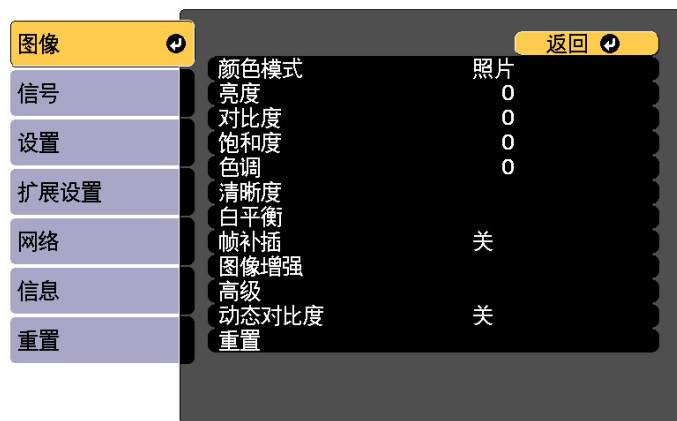 图像
信号
设置
扩展设置
网络
信息
重置
返回
颜色模式 照片
亮度 0
对比度 0
饱和度 0
色调 0
清晰度
白平衡
帧补插 关
图像增强
高级
动态对比度 关
重置